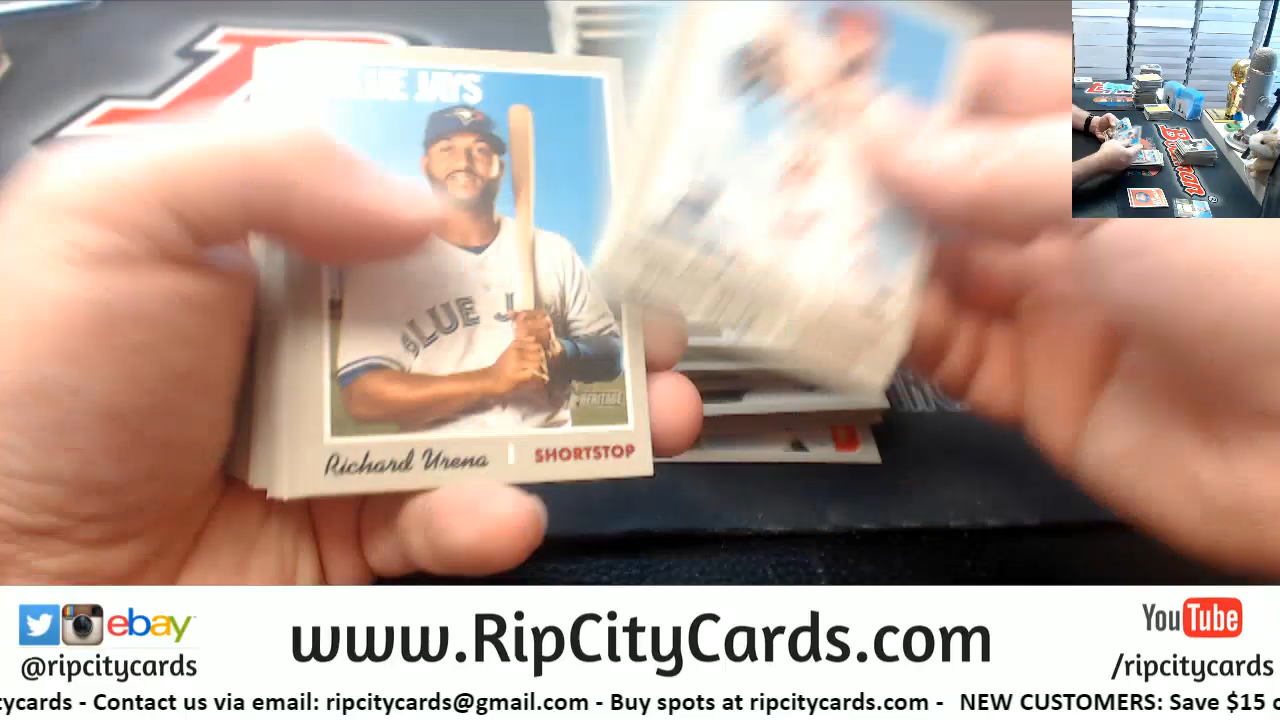 BLUE JAYS
BLUE J
HERITAGE
Richard Urena | SHORTSTOP
ebay
@ripcitycards
www.RipCityCards.com
YouTube
/ripcitycards
tycards - Contact us via email: ripcitycards@gmail.com - Buy spots at ripcitycards.com - NEW CUSTOMERS: Save $15